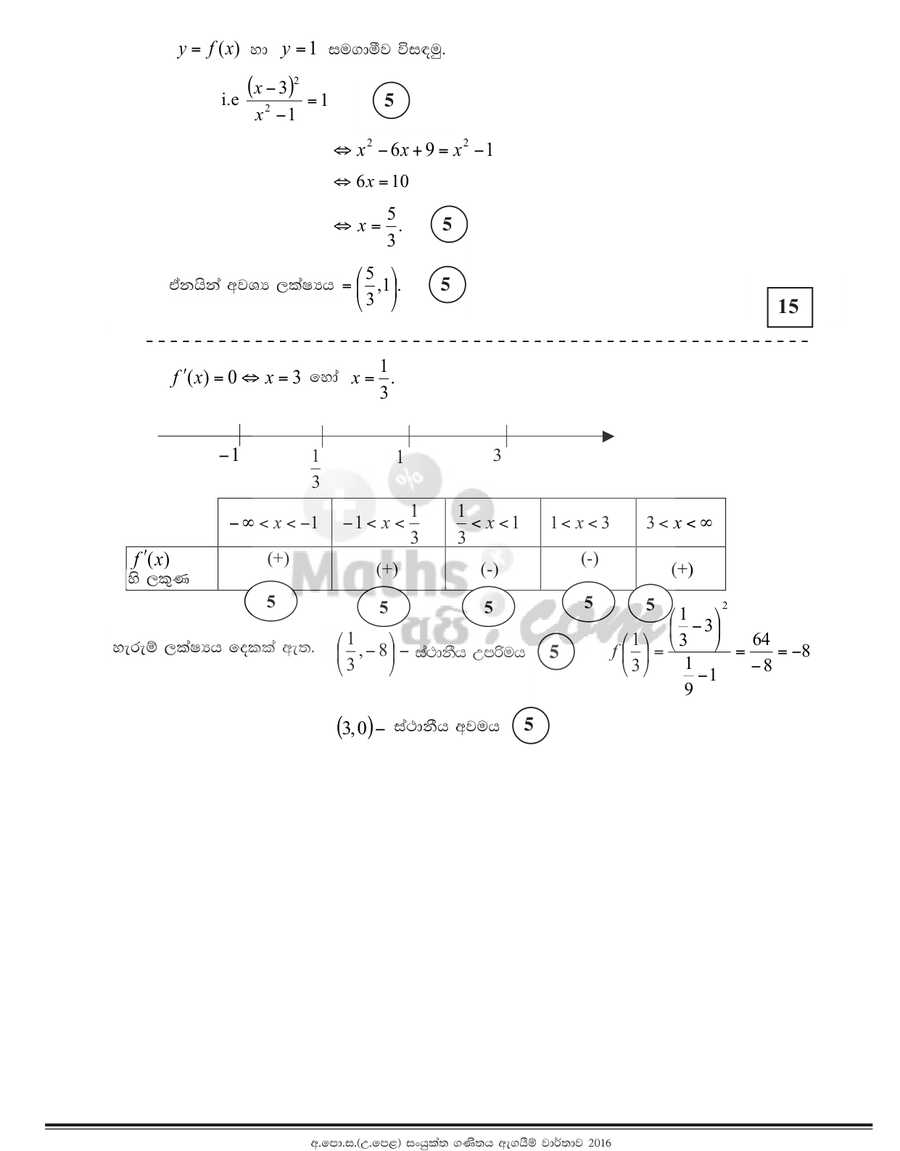 y = f(x) හා y = 1 සමගාමීව විසඳමු.
i.e (x − 3)² / (x² − 1) = 1 5
⇔ x² − 6x + 9 = x² − 1
⇔ 6x = 10
⇔ x = 5/3. 5
ඒනයින් අවශ්‍ය ලක්ෂ්‍යය = (5/3, 1). 5
15
f′(x) = 0 ⇔ x = 3 හෝ x = 1/3.
−1 1/3 1 3
− ∞ < x < −1 −1 < x < 1/3 1/3 < x < 1 1 < x < 3 3 < x < ∞
f′(x) හි ලකුණ (+) (+) (-) (-) (+)
5 5 5 5 5
හැරුම් ලක්ෂ්‍යය දෙකක් ඇත. (1/3, − 8) − ස්ථානීය උපරිමය 5 f(1/3) = (1/3 − 3)² / (1/9 − 1) = 64/−8 = −8
(3,0) − ස්ථානීය අවමය 5
Maths
අපි . com
අ.පො.ස.(උ.පෙළ) සංයුක්ත ගණිතය ඇගයීම් වාර්තාව 2016